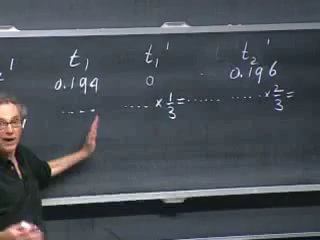 ' t₁ t₁' t₂'
0.194 0 0.196
..... .... × 1/3 = ...... ...... × 2/3 =